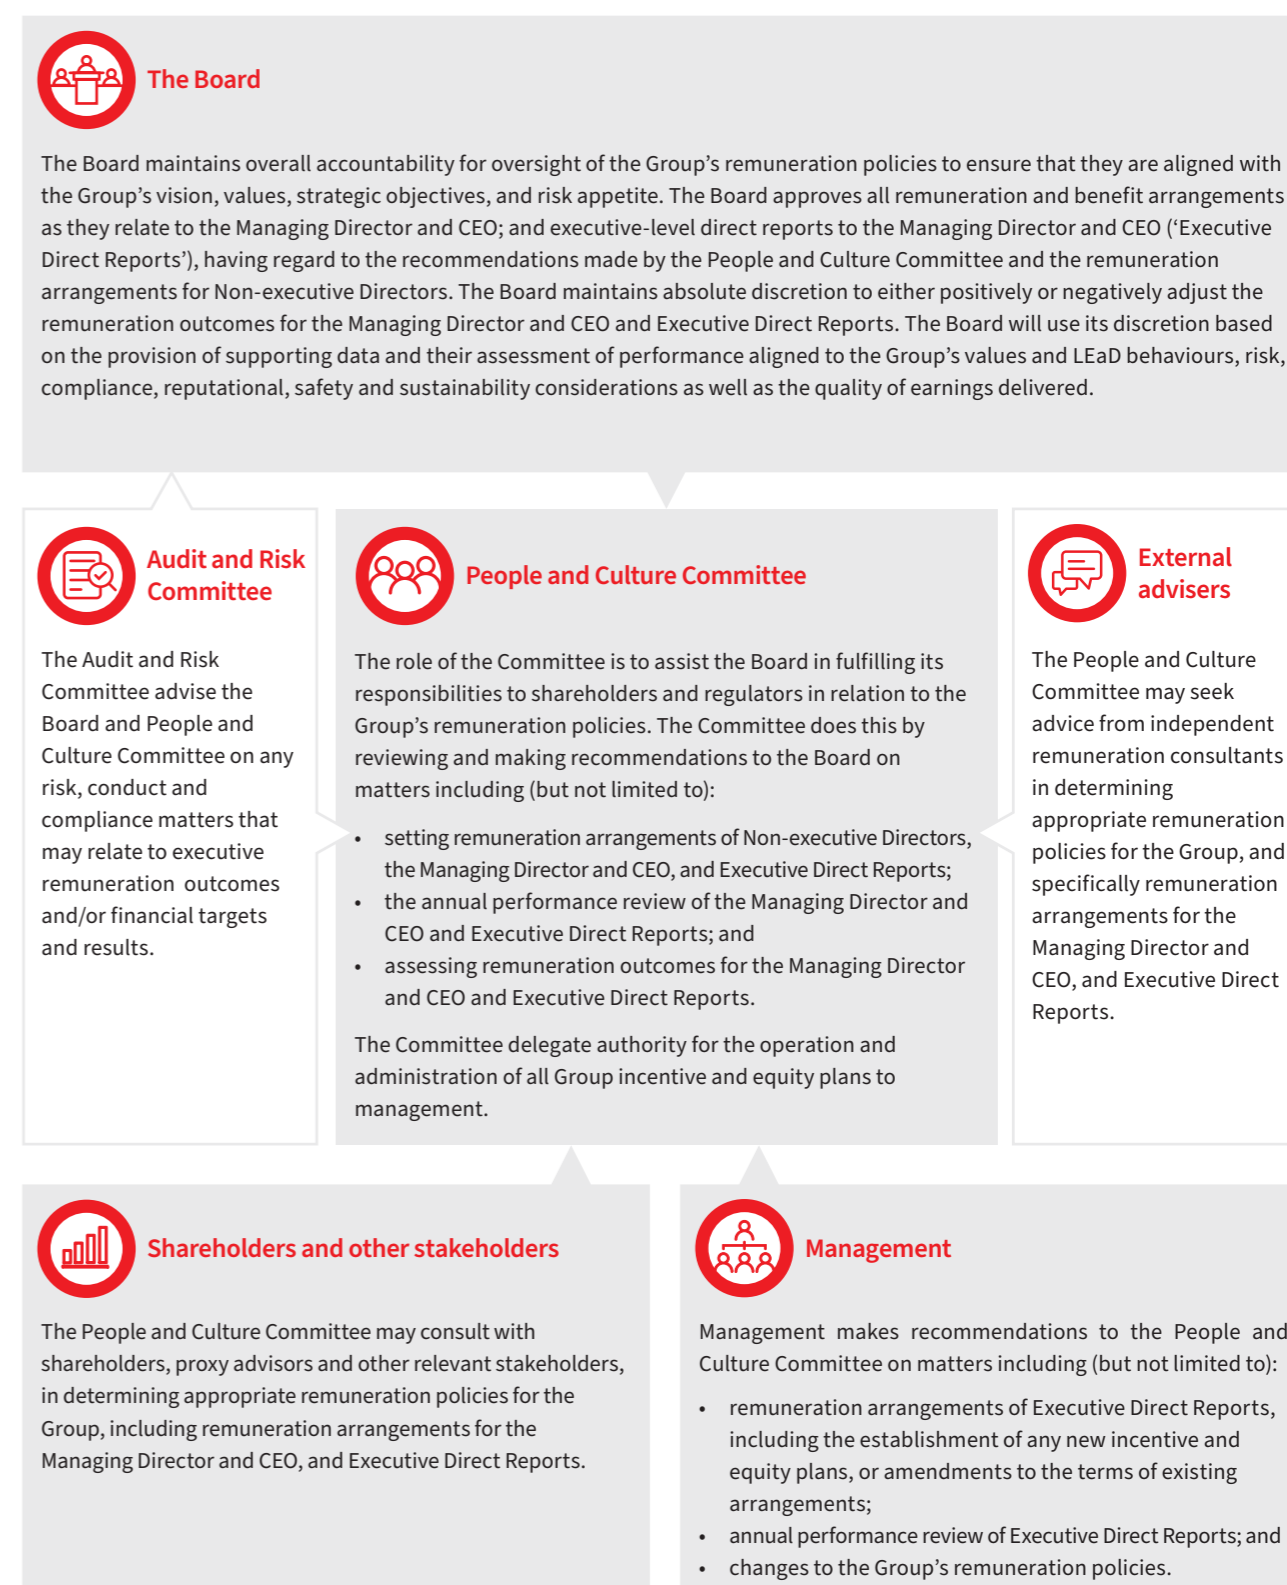 The Board
The Board maintains overall accountability for oversight of the Group’s remuneration policies to ensure that they are aligned with
the Group’s vision, values, strategic objectives, and risk appetite. The Board approves all remuneration and benefit arrangements
as they relate to the Managing Director and CEO; and executive-level direct reports to the Managing Director and CEO (‘Executive
Direct Reports’), having regard to the recommendations made by the People and Culture Committee and the remuneration
arrangements for Non-executive Directors. The Board maintains absolute discretion to either positively or negatively adjust the
remuneration outcomes for the Managing Director and CEO and Executive Direct Reports. The Board will use its discretion based
on the provision of supporting data and their assessment of performance aligned to the Group’s values and LEaD behaviours, risk,
compliance, reputational, safety and sustainability considerations as well as the quality of earnings delivered.
Audit and Risk
Committee
The Audit and Risk
Committee advise the
Board and People and
Culture Committee on any
risk, conduct and
compliance matters that
may relate to executive
remuneration outcomes
and/or financial targets
and results.
People and Culture Committee
The role of the Committee is to assist the Board in fulfilling its
responsibilities to shareholders and regulators in relation to the
Group’s remuneration policies. The Committee does this by
reviewing and making recommendations to the Board on
matters including (but not limited to):
• setting remuneration arrangements of Non-executive Directors,
the Managing Director and CEO, and Executive Direct Reports;
• the annual performance review of the Managing Director and
CEO and Executive Direct Reports; and
• assessing remuneration outcomes for the Managing Director
and CEO and Executive Direct Reports.
The Committee delegate authority for the operation and
administration of all Group incentive and equity plans to
management.
External
advisers
The People and Culture
Committee may seek
advice from independent
remuneration consultants
in determining
appropriate remuneration
policies for the Group, and
specifically remuneration
arrangements for the
Managing Director and
CEO, and Executive Direct
Reports.
Shareholders and other stakeholders
The People and Culture Committee may consult with
shareholders, proxy advisors and other relevant stakeholders,
in determining appropriate remuneration policies for the
Group, including remuneration arrangements for the
Managing Director and CEO, and Executive Direct Reports.
Management
Management makes recommendations to the People and
Culture Committee on matters including (but not limited to):
• remuneration arrangements of Executive Direct Reports,
including the establishment of any new incentive and
equity plans, or amendments to the terms of existing
arrangements;
• annual performance review of Executive Direct Reports; and
• changes to the Group’s remuneration policies.